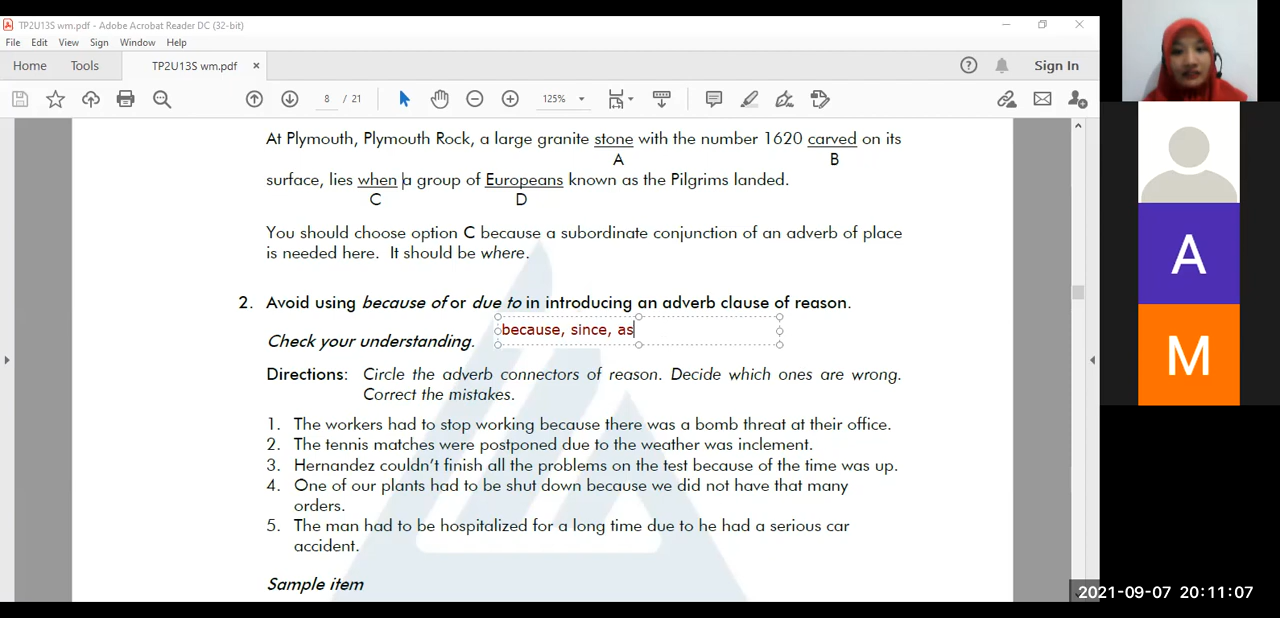 TP2U13S wm.pdf - Adobe Acrobat Reader DC (32-bit)
File Edit View Sign Window Help
Home Tools TP2U13S wm.pdf × Sign In
8 / 21 125%
At Plymouth, Plymouth Rock, a large granite stone with the number 1620 carved on its
A B
surface, lies when a group of Europeans known as the Pilgrims landed.
C D
You should choose option C because a subordinate conjunction of an adverb of place
is needed here. It should be where.
2. Avoid using because of or due to in introducing an adverb clause of reason.
because, since, as
Check your understanding.
Directions: Circle the adverb connectors of reason. Decide which ones are wrong.
Correct the mistakes.
1. The workers had to stop working because there was a bomb threat at their office.
2. The tennis matches were postponed due to the weather was inclement.
3. Hernandez couldn't finish all the problems on the test because of the time was up.
4. One of our plants had to be shut down because we did not have that many
orders.
5. The man had to be hospitalized for a long time due to he had a serious car
accident.
Sample item
A
M
2021-09-07 20:11:07